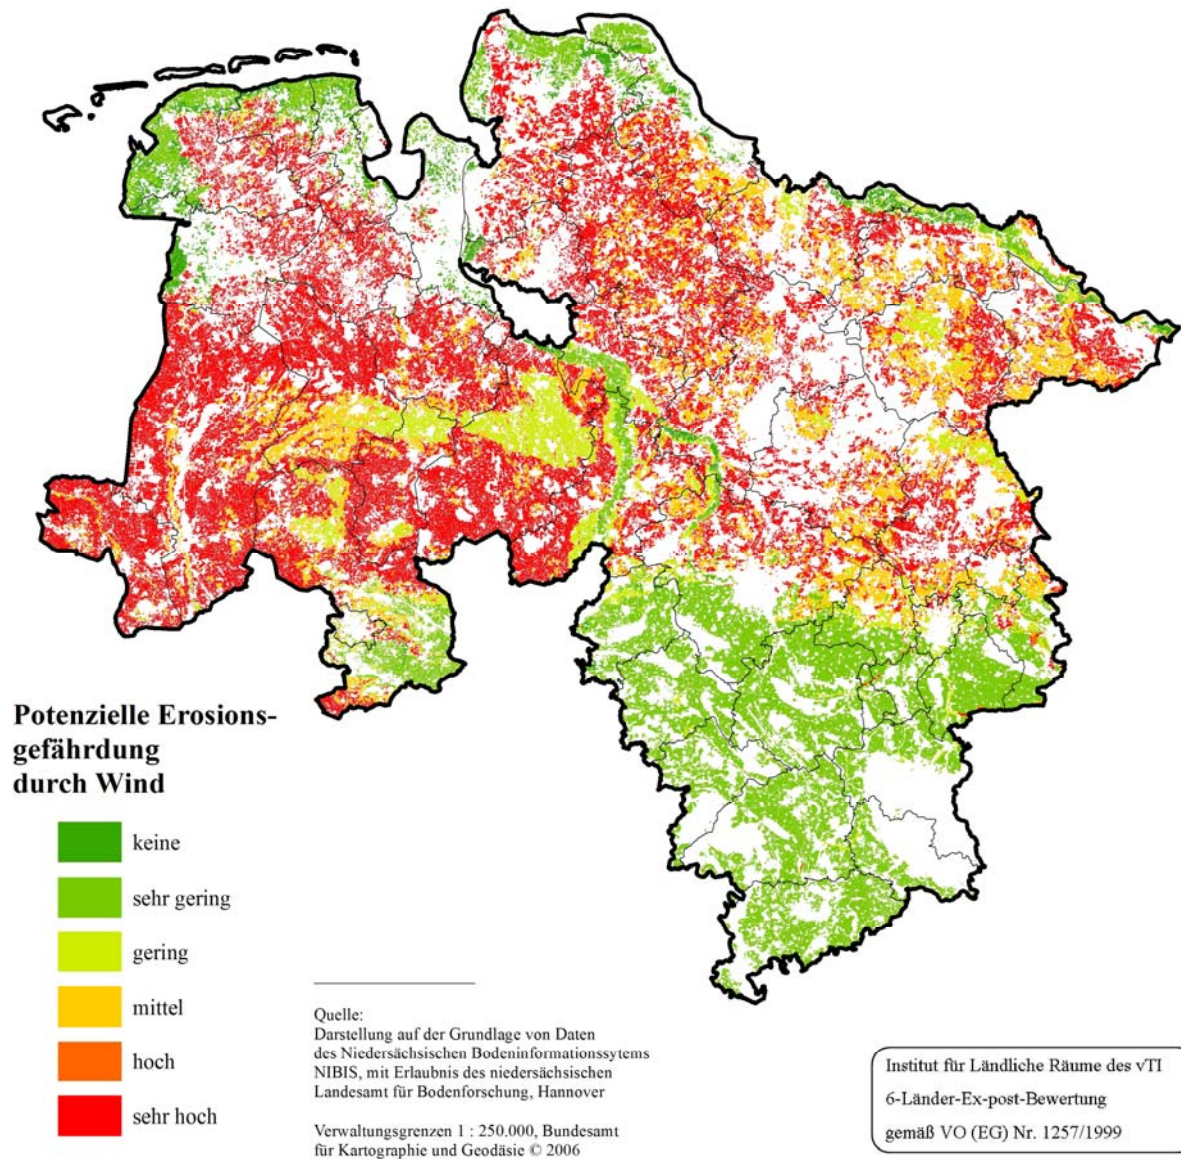 Potenzielle Erosions-
gefährdung
durch Wind
keine
sehr gering
gering
mittel
hoch
sehr hoch
Quelle:
Darstellung auf der Grundlage von Daten
des Niedersächsischen Bodeninformationssytems
NIBIS, mit Erlaubnis des niedersächsischen
Landesamt für Bodenforschung, Hannover
Verwaltungsgrenzen 1 : 250.000, Bundesamt
für Kartographie und Geodäsie © 2006
Institut für Ländliche Räume des vTI
6-Länder-Ex-post-Bewertung
gemäß VO (EG) Nr. 1257/1999